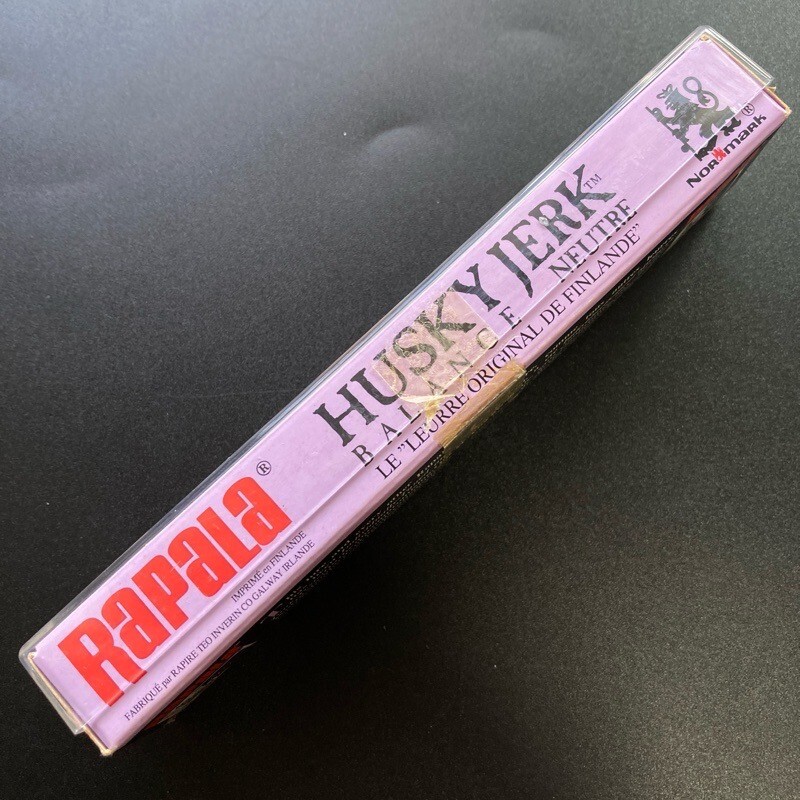 RapaLa®
IMPRIMÉ en FINLANDE
FABRIQUÉ par RAPIRE TEO INVERIN CO GALWAY IRLANDE
HUSKY JERK™
BALANCE NEUTRE
LE "LEURRE ORIGINAL DE FINLANDE"
®
NORMARK